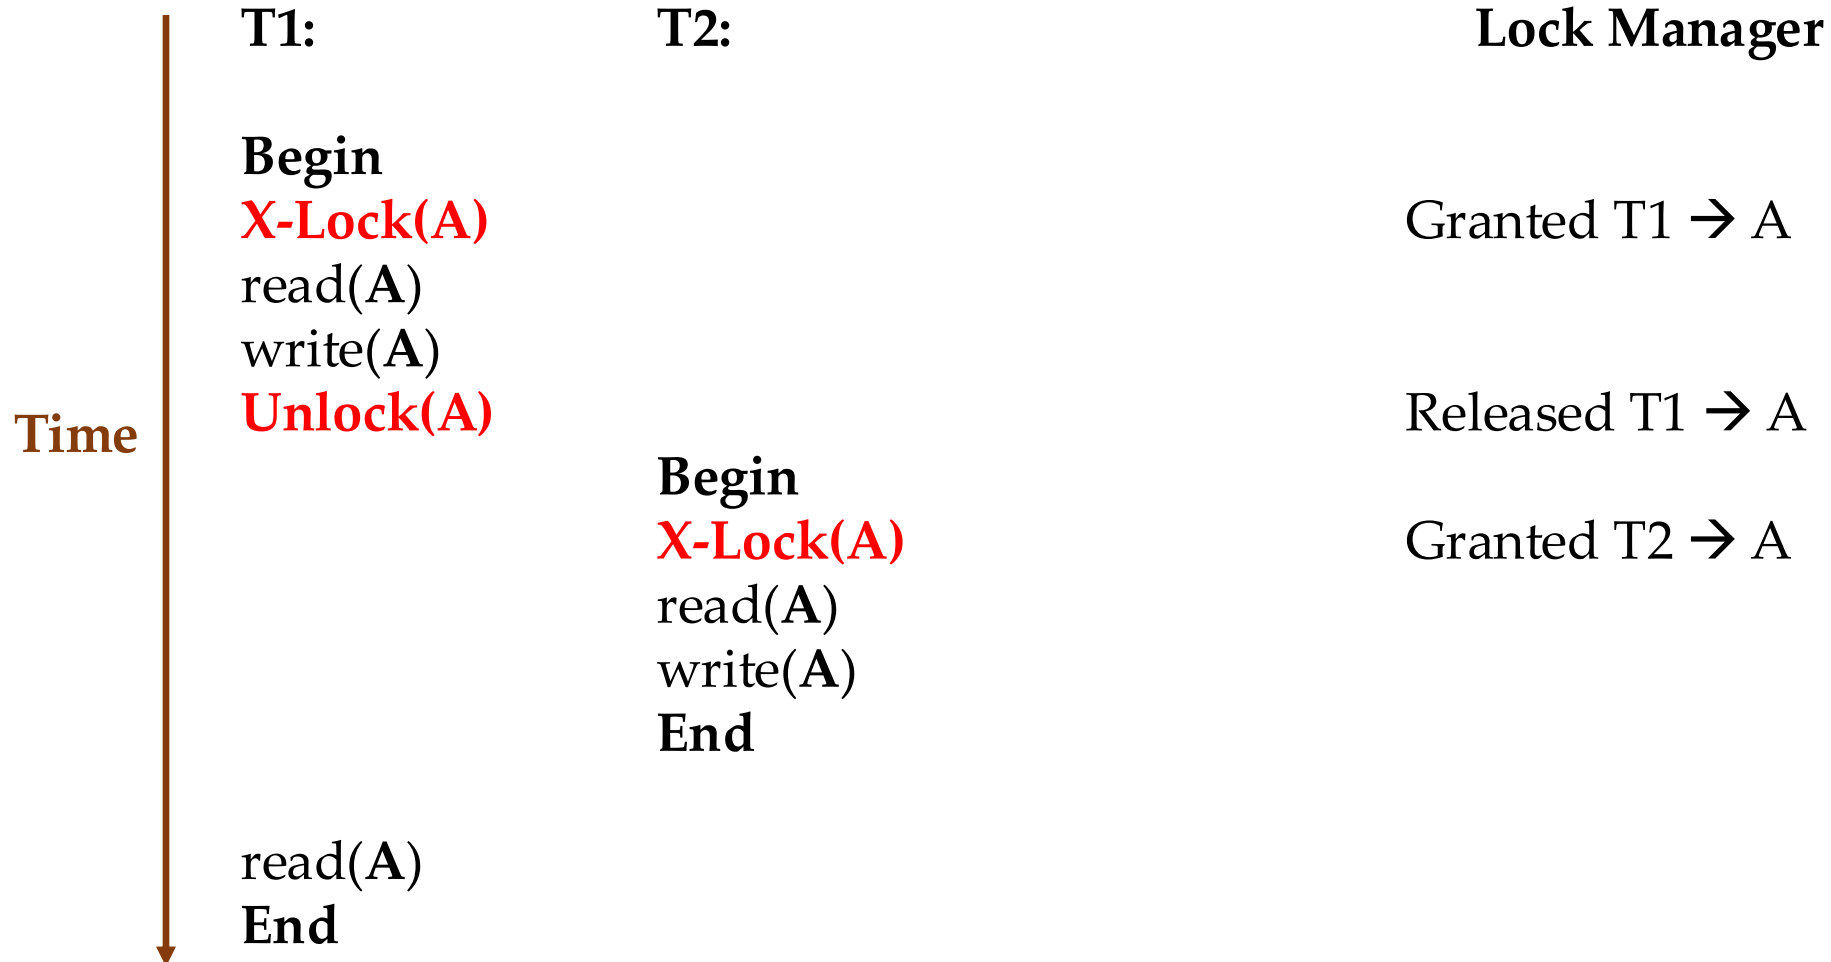 T1: T2: Lock Manager
Begin
X-Lock(A) Granted T1 → A
read(A)
write(A)
Unlock(A) Released T1 → A
Time
Begin
X-Lock(A) Granted T2 → A
read(A)
write(A)
End
read(A)
End